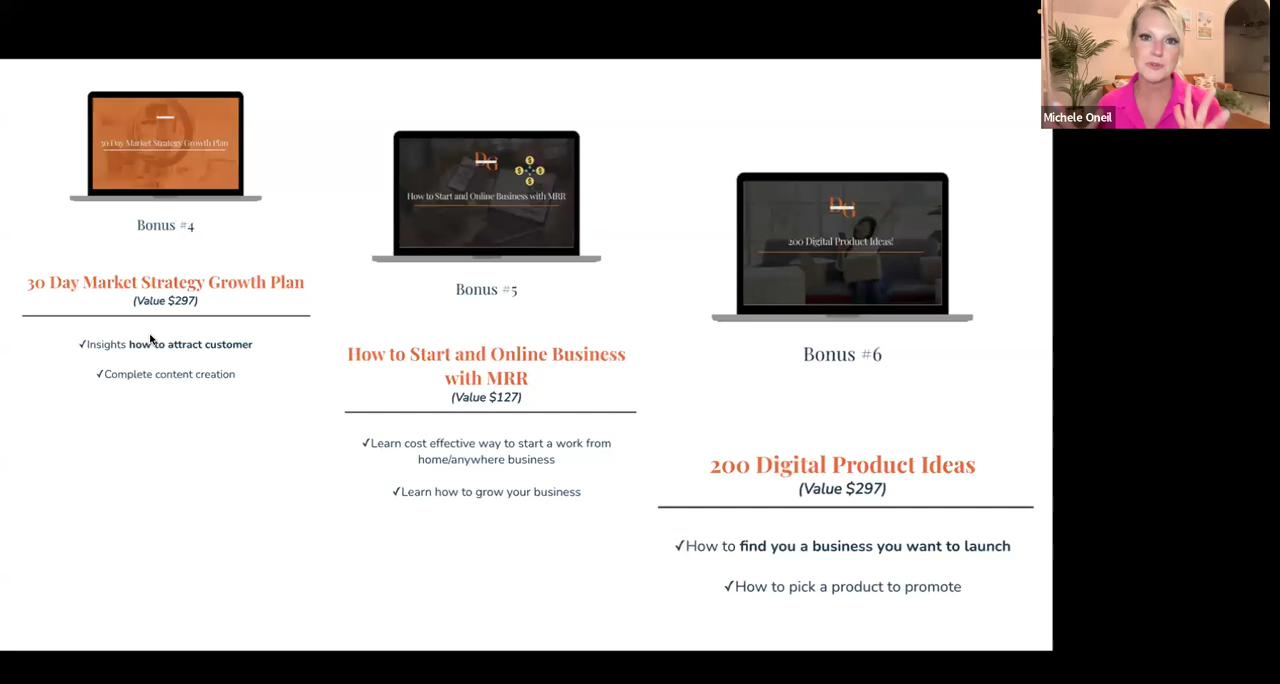 Michele Oneil
30 Day Market Strategy Growth Plan
Bonus #4
30 Day Market Strategy Growth Plan
(Value $297)
✓Insights how to attract customer
✓Complete content creation
DG
How to Start and Online Business with MRR
Bonus #5
How to Start and Online Business
with MRR
(Value $127)
✓Learn cost effective way to start a work from
home/anywhere business
✓Learn how to grow your business
DG
200 Digital Product Ideas!
Bonus #6
200 Digital Product Ideas
(Value $297)
✓How to find you a business you want to launch
✓How to pick a product to promote